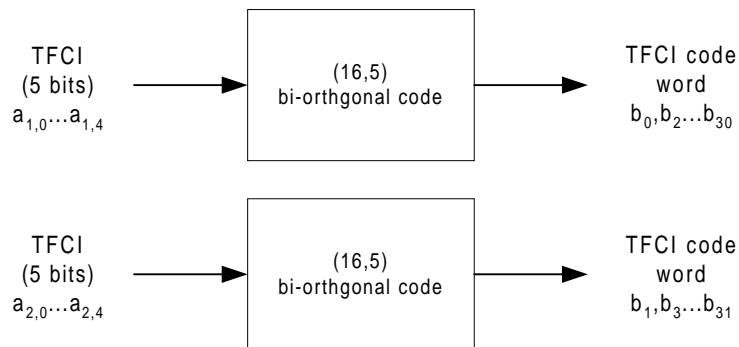 TFCI
(5 bits)
a1,0...a1,4
(16,5)
bi-orthgonal code
TFCI code
word
b0,b2...b30
TFCI
(5 bits)
a2,0...a2,4
(16,5)
bi-orthgonal code
TFCI code
word
b1,b3...b31